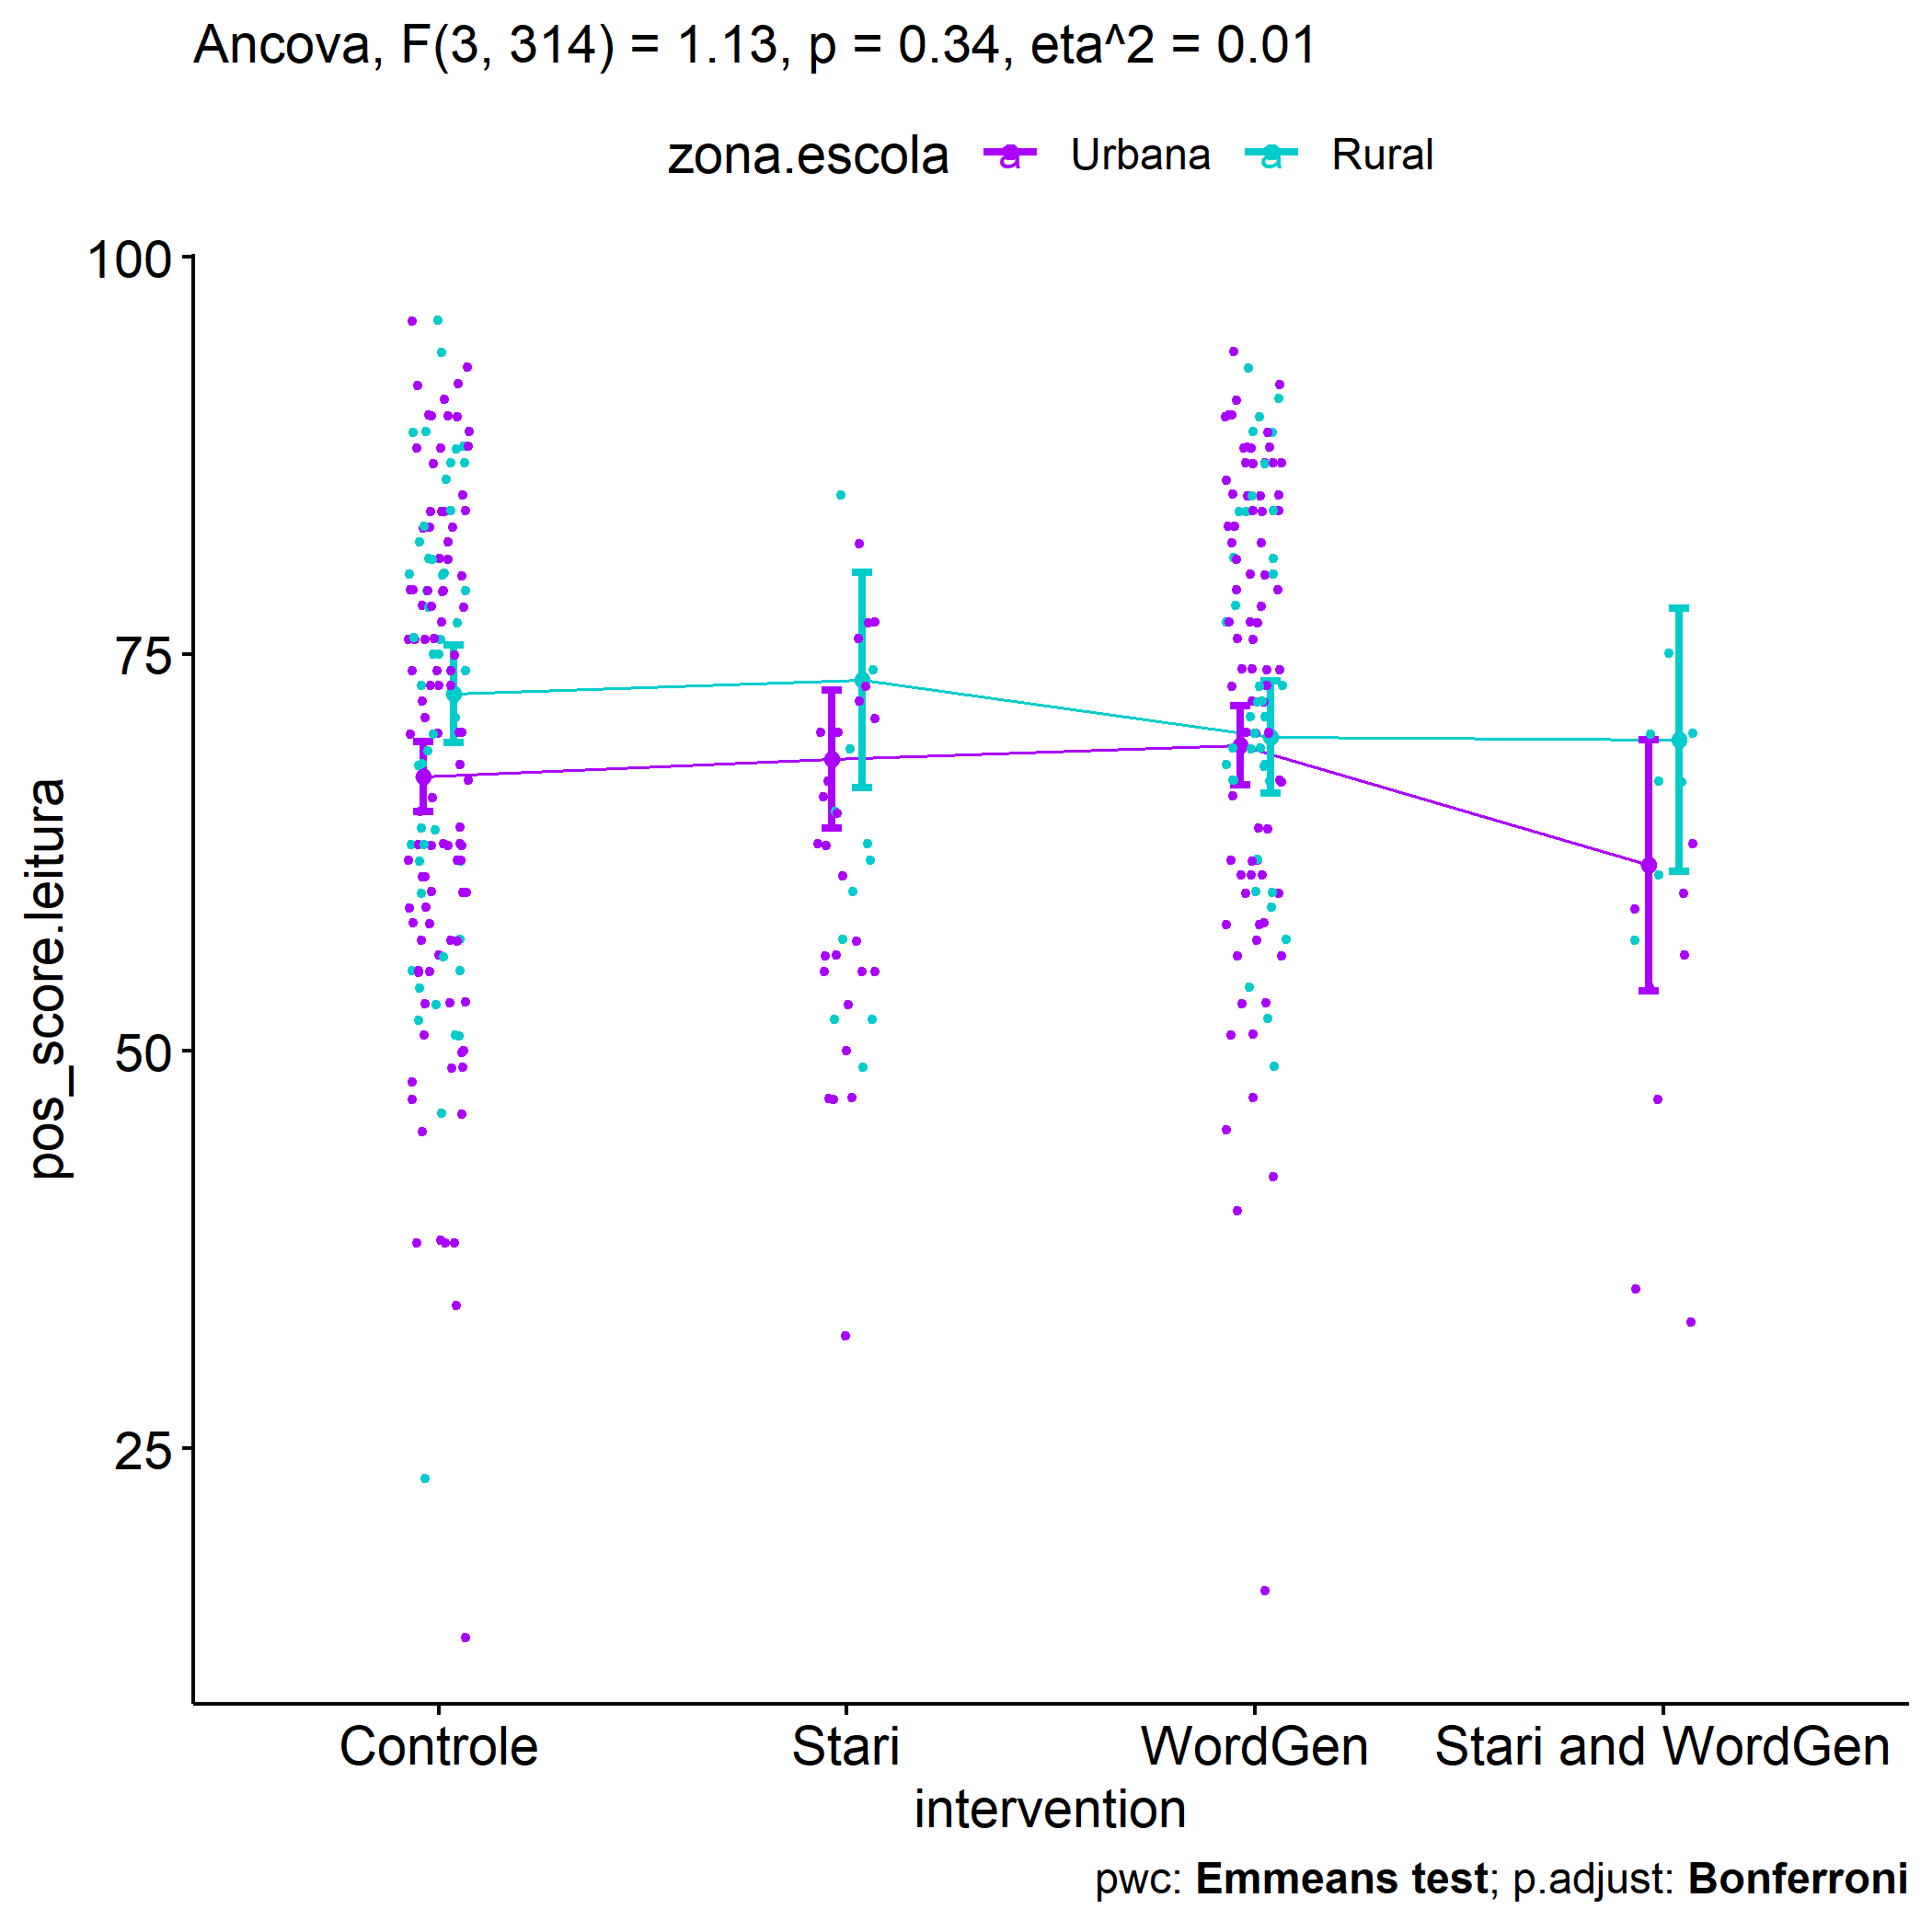 Ancova, F(3, 314) = 1.13, p = 0.34, eta^2 = 0.01
zona.escola a Urbana a Rural
100
75
50
25
pos_score.leitura
Controle Stari WordGen Stari and WordGen
intervention
pwc: Emmeans test; p.adjust: Bonferroni